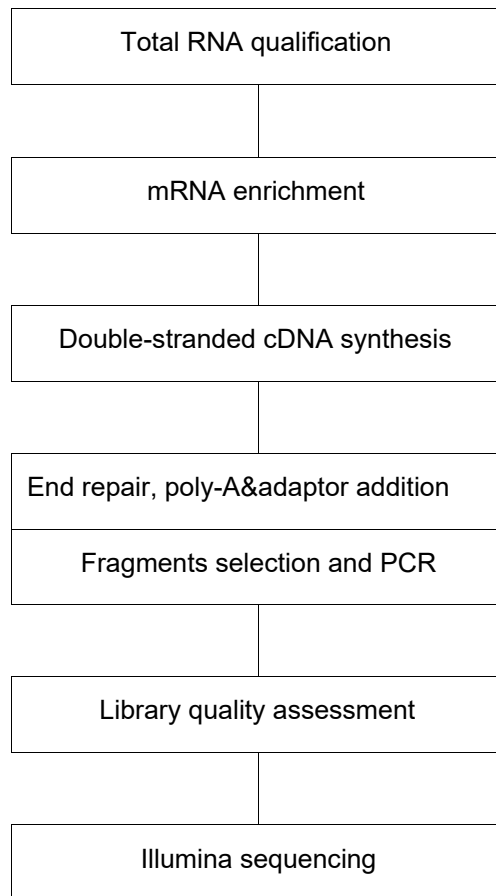 Total RNA qualification
mRNA enrichment
Double-stranded cDNA synthesis
End repair, poly-A&adaptor addition
Fragments selection and PCR
Library quality assessment
Illumina sequencing